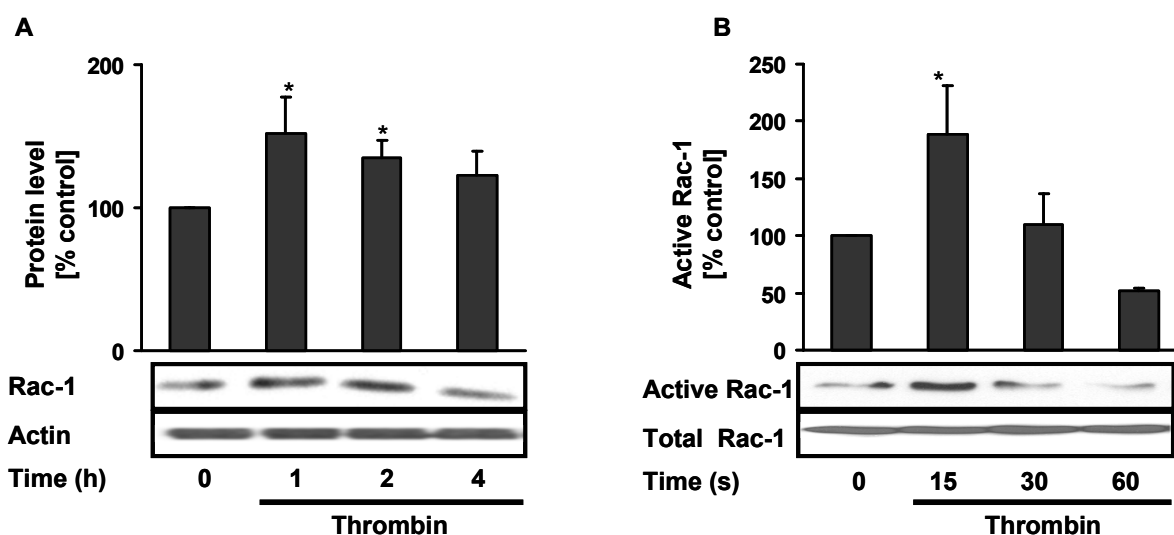 A
Protein level
[% control]
200
100
0
*
*
Rac-1
Actin
Time (h) 0 1 2 4
Thrombin
B
Active Rac-1
[% control]
250
200
150
100
50
0
*
Active Rac-1
Total Rac-1
Time (s) 0 15 30 60
Thrombin